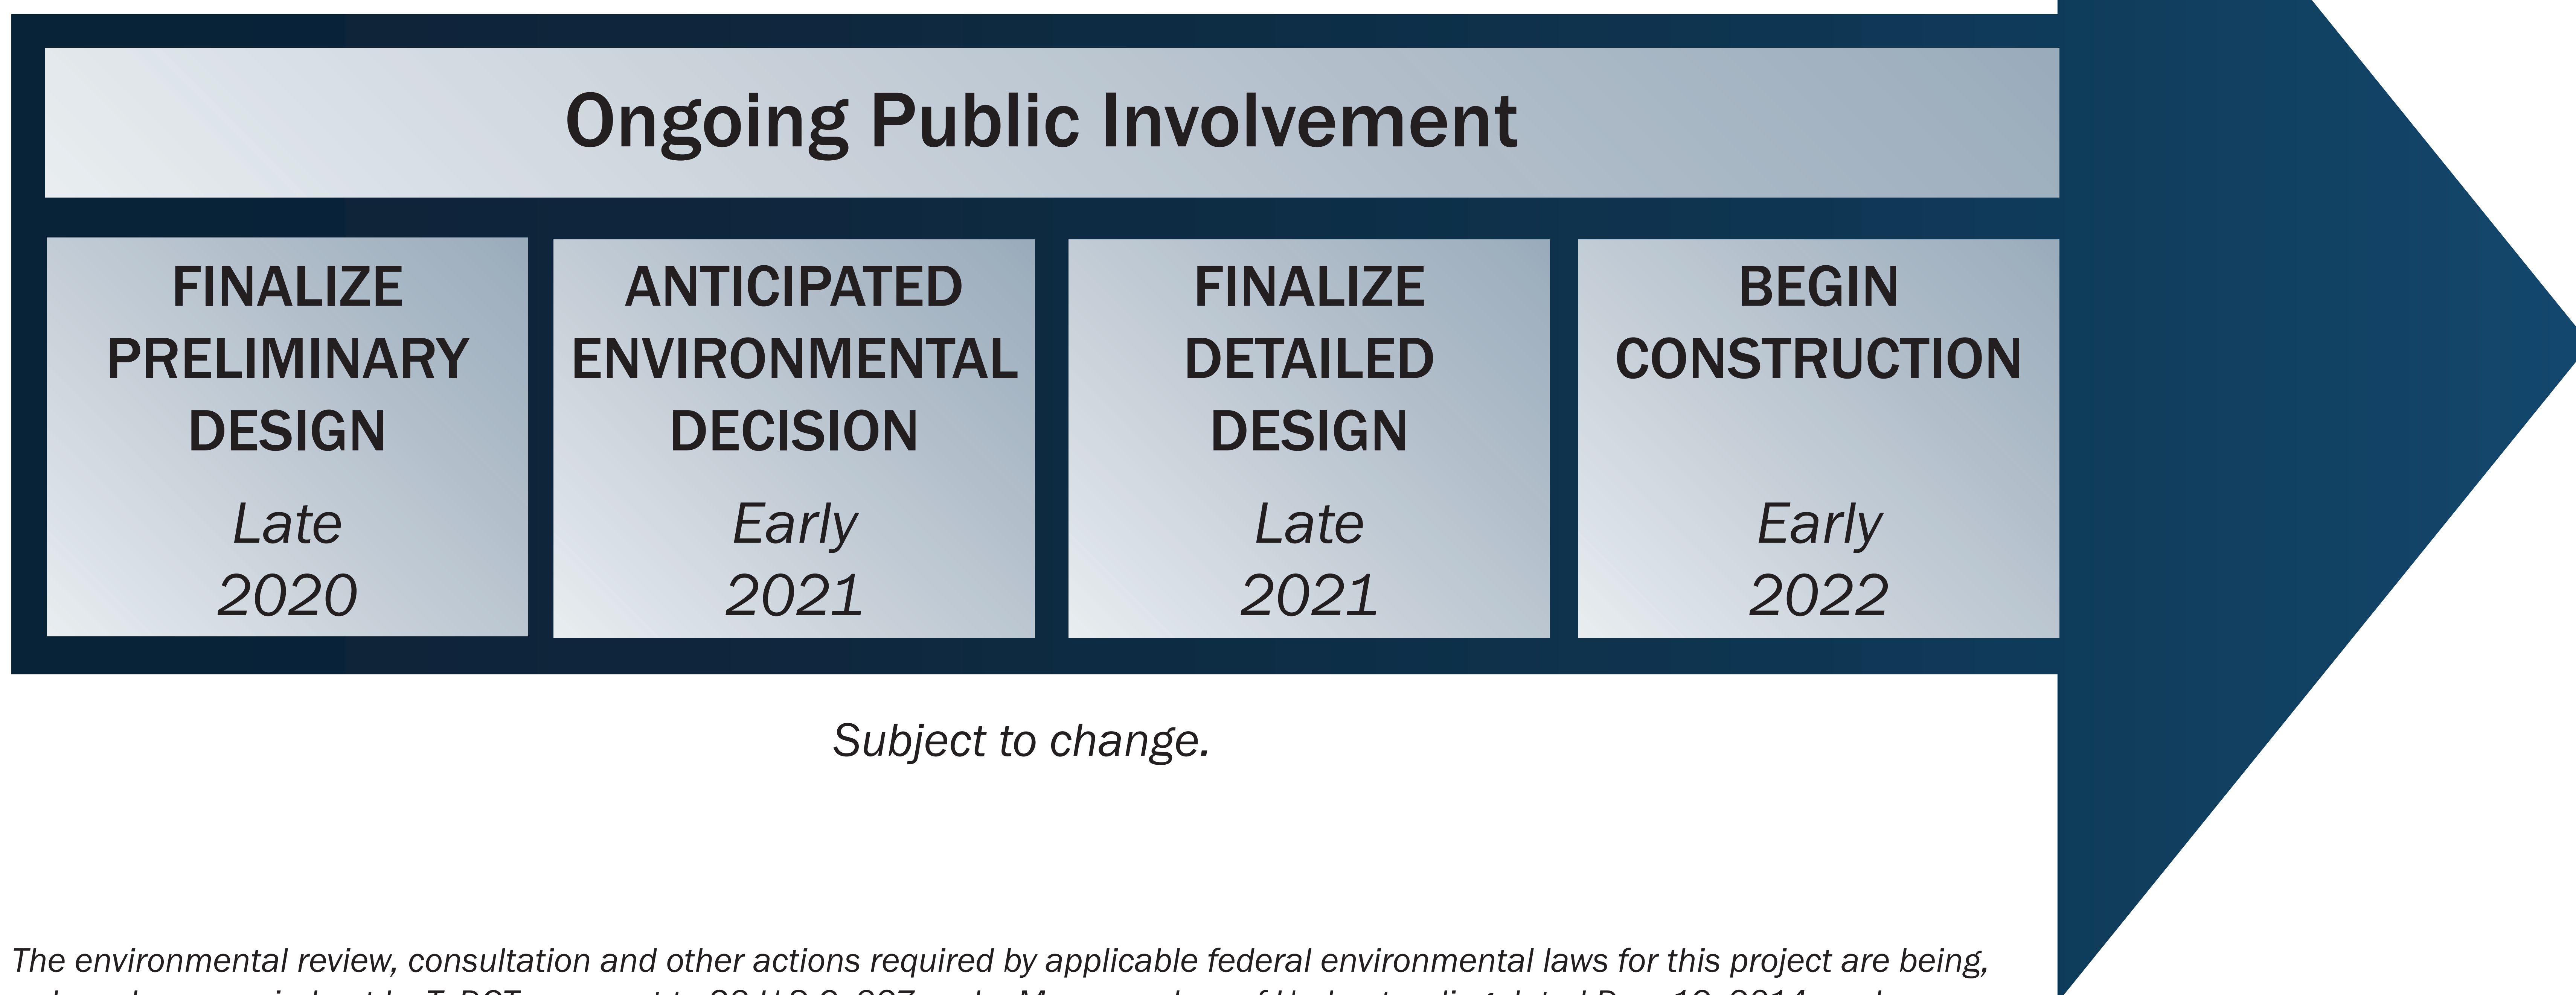 Ongoing Public Involvement
FINALIZE
PRELIMINARY
DESIGN
Late
2020
ANTICIPATED
ENVIRONMENTAL
DECISION
Early
2021
FINALIZE
DETAILED
DESIGN
Late
2021
BEGIN
CONSTRUCTION
Early
2022
Subject to change.
The environmental review, consultation and other actions required by applicable federal environmental laws for this project are being,